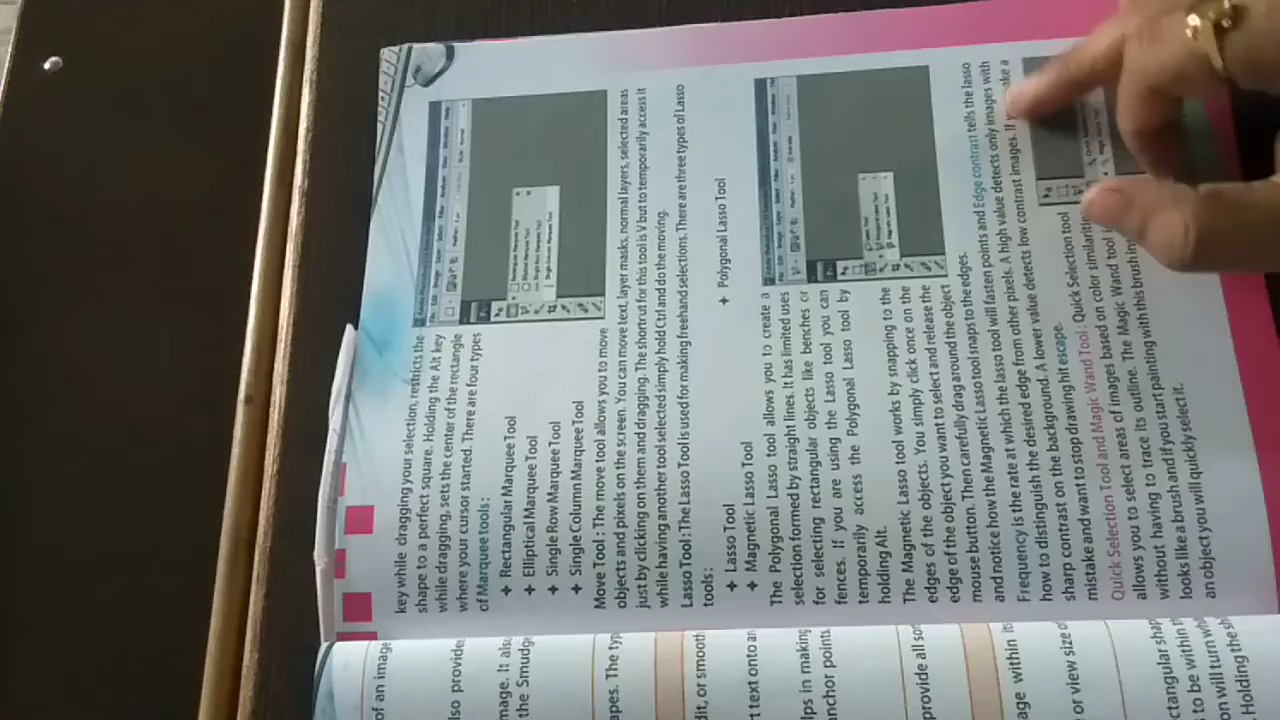 key while dragging your selection, restricts the
shape to a perfect square. Holding the Alt key
while dragging, sets the center of the rectangle
where your cursor started. There are four types
of Marquee tools :
✦ Rectangular Marquee Tool
✦ Elliptical Marquee Tool
✦ Single Row Marquee Tool
✦ Single Column Marquee Tool
Move Tool : The move tool allows you to move
objects and pixels on the screen. You can move text, layer masks, normal layers, selected areas
just by clicking on them and dragging. The shortcut for this tool is V but to temporarily access it
while having another tool selected simply hold Ctrl and do the moving.
Lasso Tool : The Lasso Tool is used for making freehand selections. There are three types of Lasso
tools :
✦ Lasso Tool ✦ Polygonal Lasso Tool
✦ Magnetic Lasso Tool
The Polygonal Lasso tool allows you to create a
selection formed by straight lines. It has limited uses
for selecting rectangular objects like benches or
fences. If you are using the Lasso tool you can
temporarily access the Polygonal Lasso tool by
holding Alt.
The Magnetic Lasso tool works by snapping to the
edges of the objects. You simply click once on the
edge of the object you want to select and release the
mouse button. Then carefully drag around the object
and notice how the Magnetic Lasso tool snaps to the edges.
Frequency is the rate at which the lasso tool will fasten points and Edge contrast tells the lasso
how to distinguish the desired edge from other pixels. A high value detects only images with
sharp contrast on the background. A lower value detects low contrast images. If
mistake and want to stop drawing hit escape.
Quick Selection Tool and Magic Wand Tool : Quick Selection tool
allows you to select areas of images based on color
without having to trace its outline. The Magic Wand tool
looks like a brush and if you start painting with this brush
an object you will quickly select it.
of an image
lso provide
mage. It also
the Smudg
apes. The typ
dit, or smooth
t text onto an
lps in making
anchor points.
provide all
age within its
or view size
to be within
on will turn
. Holding the